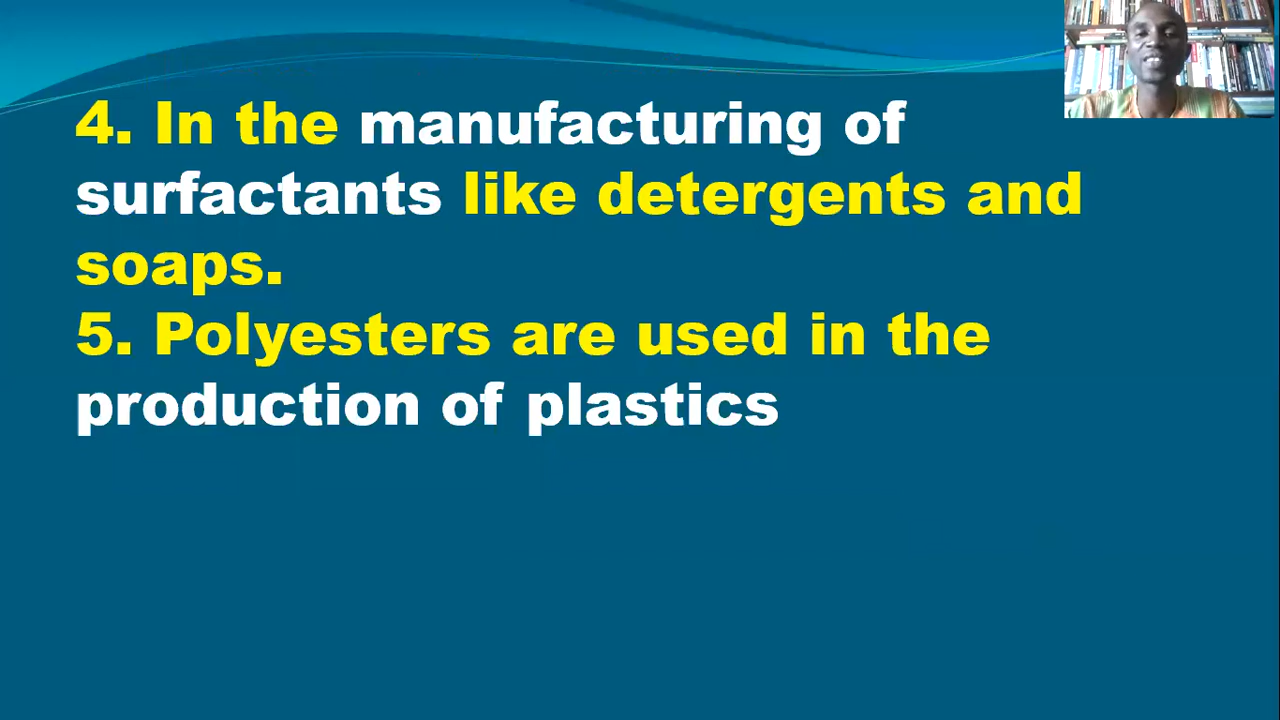 4. In the manufacturing of
surfactants like detergents and
soaps.
5. Polyesters are used in the
production of plastics